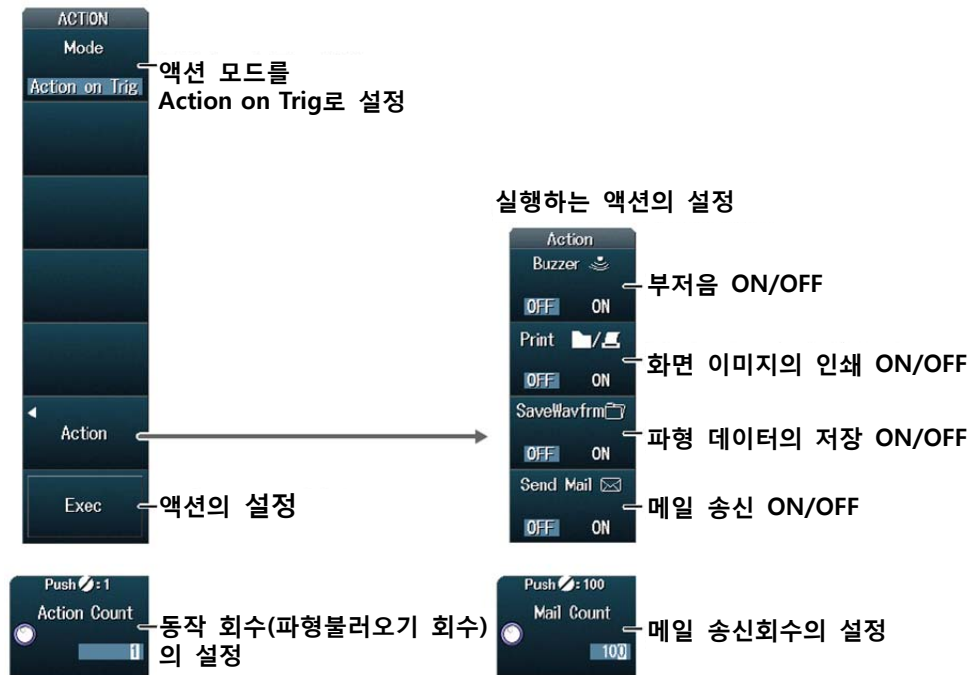 ACTION
Mode
Action on Trig
액션 모드를
Action on Trig로 설정
Action
Exec
액션의 설정
Push :1
Action Count
1
동작 회수(파형불러오기 회수)
의 설정
실행하는 액션의 설정
Action
Buzzer
OFF ON
부저음 ON/OFF
Print /
OFF ON
화면 이미지의 인쇄 ON/OFF
SaveWavfrm
OFF ON
파형 데이터의 저장 ON/OFF
Send Mail
OFF ON
메일 송신 ON/OFF
Push :100
Mail Count
100
메일 송신회수의 설정